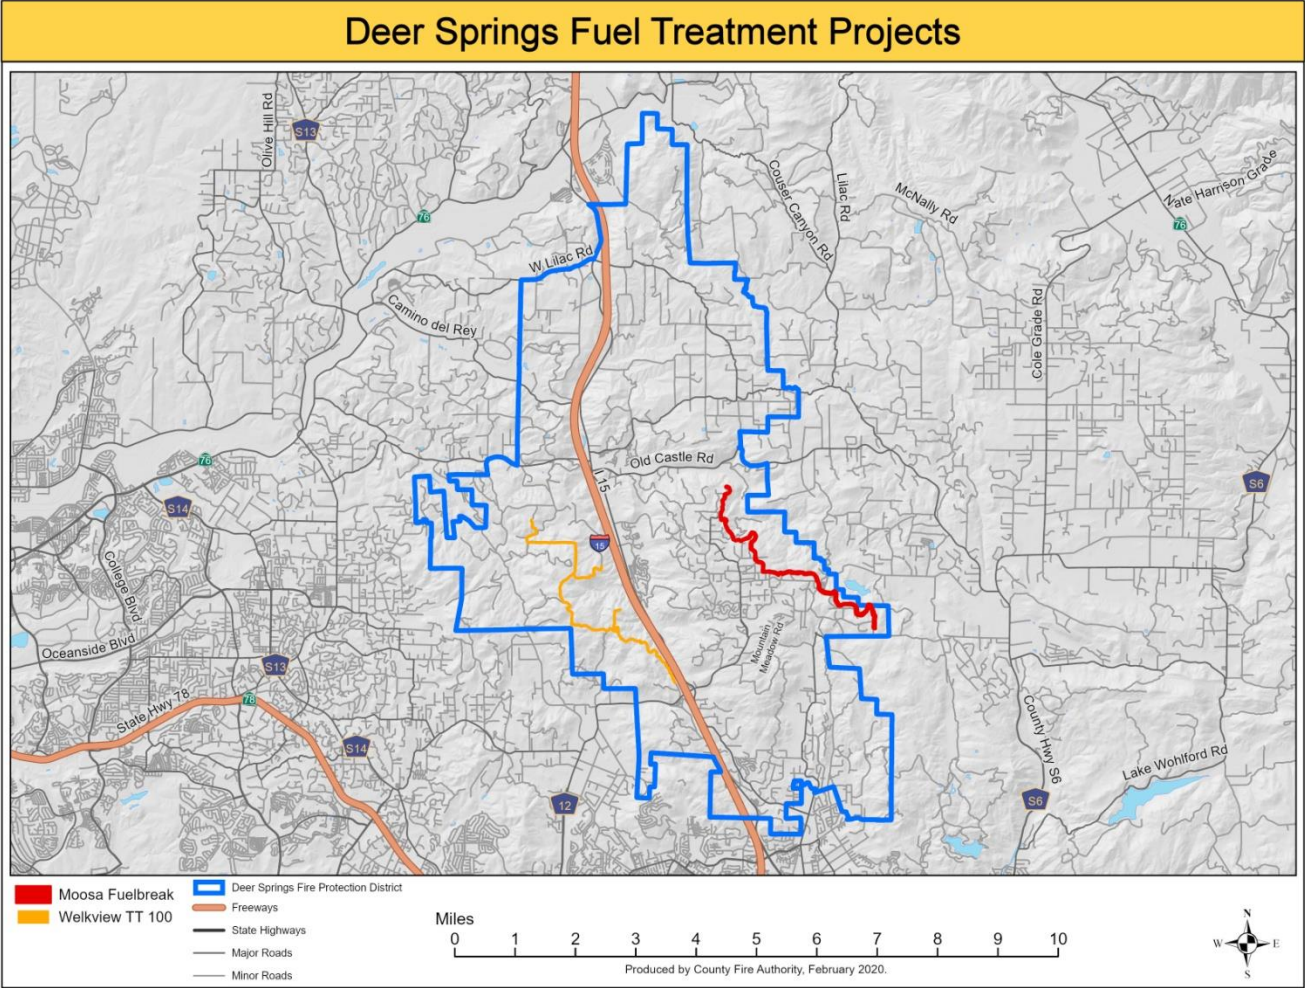 Deer Springs Fuel Treatment Projects
Olive Hill Rd
S13
76
W Lilac Rd
Camino del Rey
Couser Canyon Rd
Lilac Rd
McNally Rd
Nate Harrison Grade
76
Cole Grade Rd
76
S14
Old Castle Rd
I 15
S6
15
College Blvd
Oceanside Blvd
S13
State Hwy 78
78
Mountain
Meadow Rd
S14
12
County Hwy S6
Lake Wohlford Rd
S6
Moosa Fuelbreak
Welkview TT 100
Deer Springs Fire Protection District
Freeways
State Highways
Major Roads
Minor Roads
Miles
0 1 2 3 4 5 6 7 8 9 10
Produced by County Fire Authority, February 2020.
N
W E
S